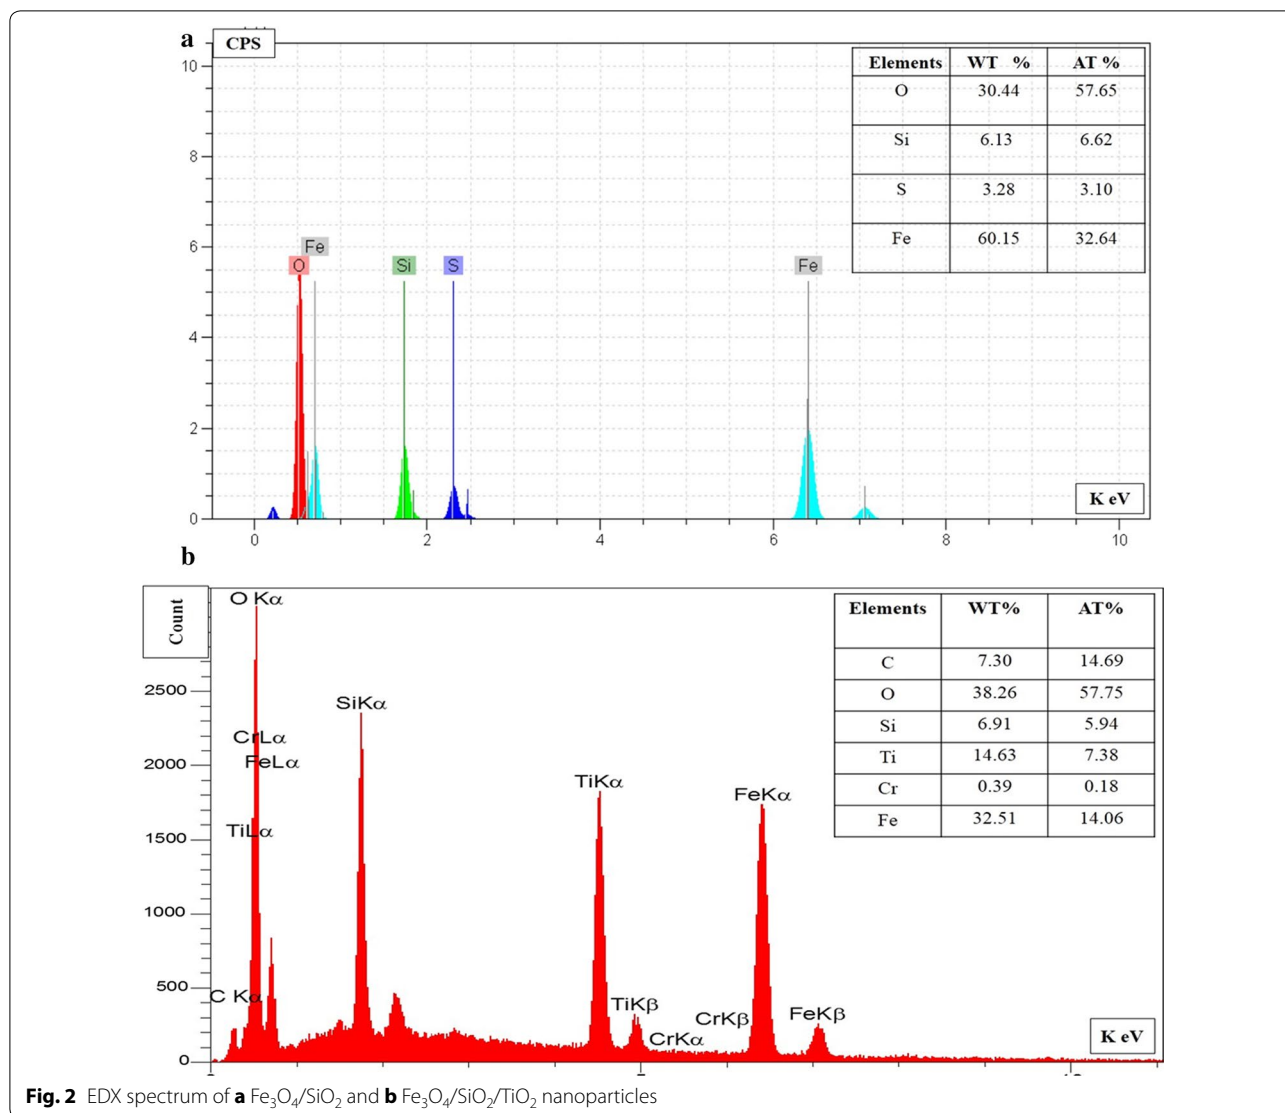 a
CPS
Elements WT % AT %
O 30.44 57.65
Si 6.13 6.62
S 3.28 3.10
Fe 60.15 32.64
10
8
6
4
2
0
Fe
O Si S Fe
K eV
0 2 4 6 8 10
b
Count
Elements WT% AT%
C 7.30 14.69
O 38.26 57.75
Si 6.91 5.94
Ti 14.63 7.38
Cr 0.39 0.18
Fe 32.51 14.06
2500
2000
1500
1000
500
0
O Kα
CrLα
FeLα
TiLα
C Kα
SiKα
TiKα
TiKβ
CrKα
CrKβ
FeKα
FeKβ
K eV
Fig. 2 EDX spectrum of a Fe₃O₄/SiO₂ and b Fe₃O₄/SiO₂/TiO₂ nanoparticles